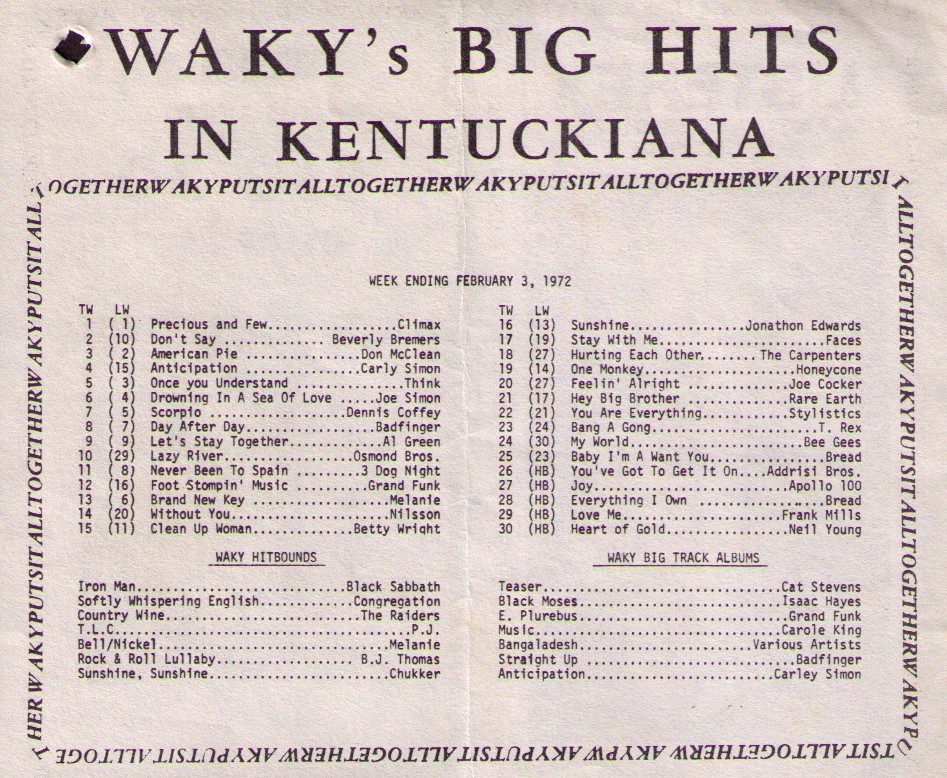 WAKY's BIG HITS
IN KENTUCKIANA
TOGETHERWAKYPUTSITALLTOGETHERWAKYPUTSITALLTOGETHERWAKYPUTSI
WEEK ENDING FEBRUARY 3, 1972
TW LW
1 ( 1) Precious and Few.................Climax
2 (10) Don't Say ............. Beverly Bremers
3 ( 2) American Pie ................Don McClean
4 (15) Anticipation ................Carly Simon
5 ( 3) Once you Understand ...............Think
6 ( 4) Drowning In A Sea Of Love .....Joe Simon
7 ( 5) Scorpio ....................Dennis Coffey
8 ( 7) Day After Day...................Badfinger
9 ( 9) Let's Stay Together..............Al Green
10 (29) Lazy River...................Osmond Bros.
11 ( 8) Never Been To Spain ........3 Dog Night
12 (16) Foot Stompin' Music ..........Grand Funk
13 ( 6) Brand New Key ..................Melanie
14 (20) Without You.....................Nilsson
15 (11) Clean Up Woman..............Betty Wright
TW LW
16 (13) Sunshine...............Jonathon Edwards
17 (19) Stay With Me......................Faces
18 (27) Hurting Each Other....... The Carpenters
19 (14) One Monkey.....................Honeycone
20 (27) Feelin' Alright ..............Joe Cocker
21 (17) Hey Big Brother ..............Rare Earth
22 (21) You Are Everything...........Stylistics
23 (24) Bang A Gong......................T. Rex
24 (30) My World.......................Bee Gees
25 (23) Baby I'm A Want You...............Bread
26 (HB) You've Got To Get It On....Addrisi Bros.
27 (HB) Joy............................Apollo 100
28 (HB) Everything I Own ................Bread
29 (HB) Love Me.....................Frank Mills
30 (HB) Heart of Gold................Neil Young
WAKY HITBOUNDS
Iron Man...........................Black Sabbath
Softly Whispering English............Congregation
Country Wine.........................The Raiders
T.L.C......................................P.J.
Bell/Nickel.............................Melanie
Rock & Roll Lullaby................... B.J. Thomas
Sunshine, Sunshine.......................Chukker
WAKY BIG TRACK ALBUMS
Teaser...............................Cat Stevens
Black Moses..........................Isaac Hayes
E. Plurebus...........................Grand Funk
Music................................Carole King
Bangaladesh......................Various Artists
Straight Up ...........................Badfinger
Anticipation........................Carley Simon
T ALLTOGETHERWAKYPUTSITALLTOGETHERWAKYPUTSITALLTOGETHERWAKYP
TSITALLTOGETHERWAKYPWAKYPUTSITALLTOGETHERWAKYPUTSITALLTOGE
THERWAKYPUTSITALLTOGETHERWAKYPUTSITALL